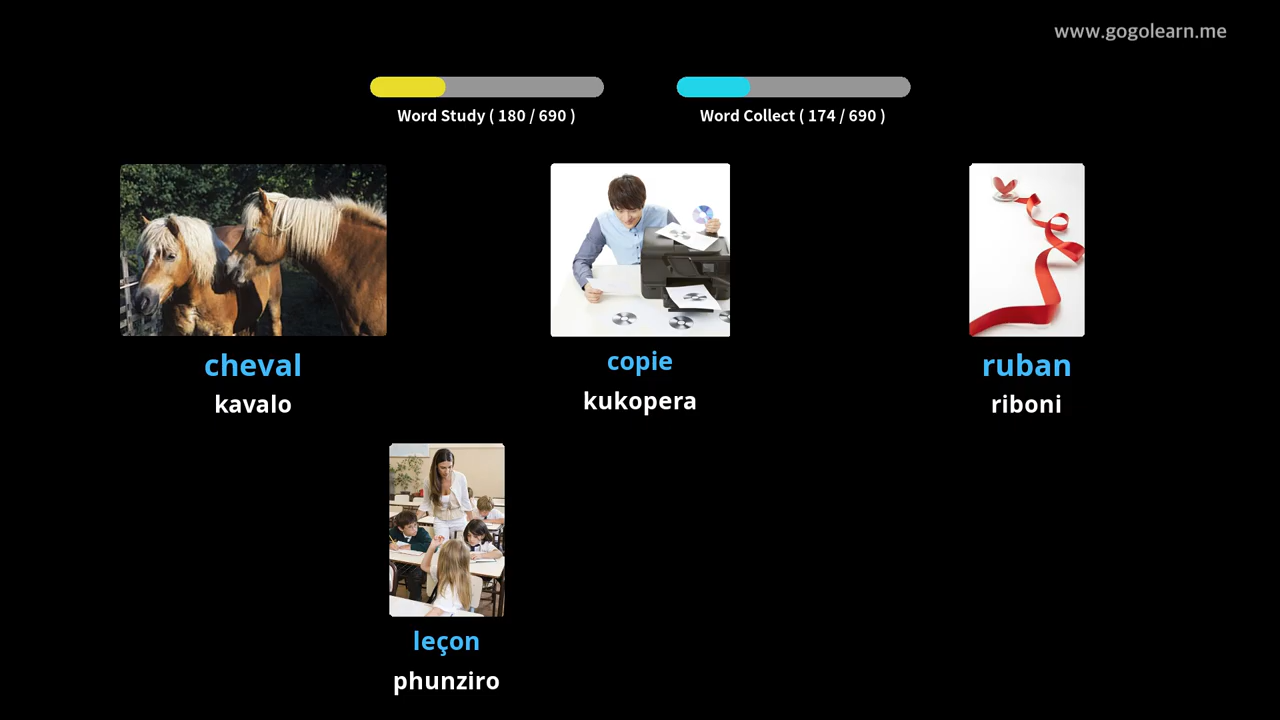 www.gogolearn.me
Word Study ( 180 / 690 )
Word Collect ( 174 / 690 )
cheval
kavalo
copie
kukopera
ruban
riboni
leçon
phunziro